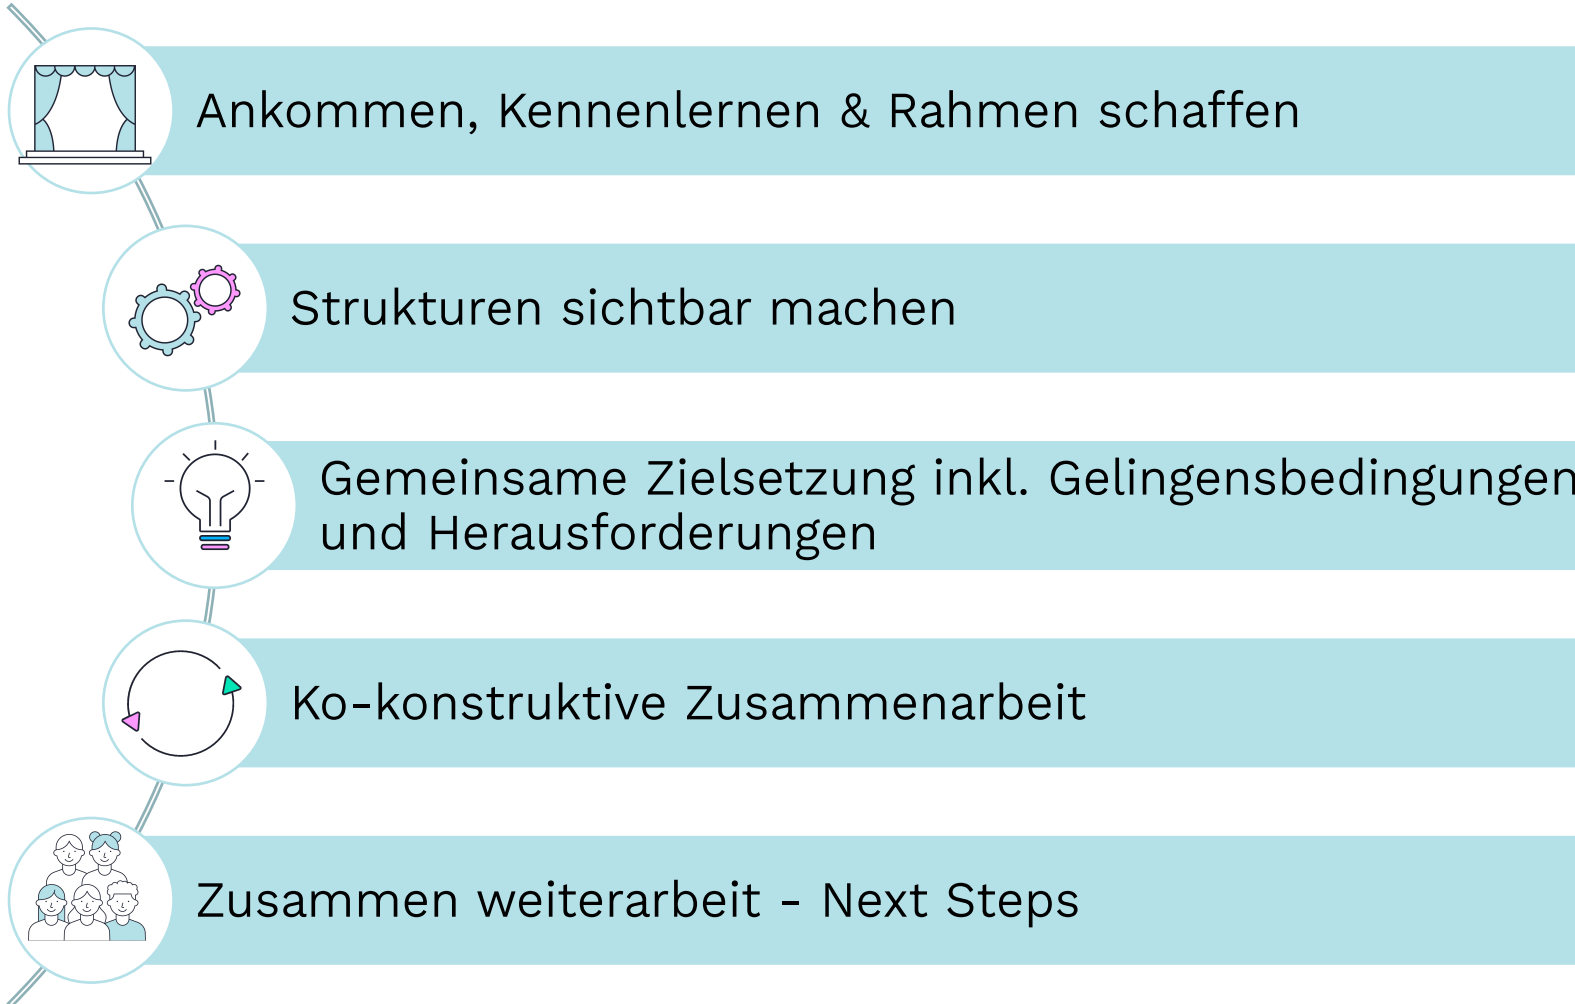 Ankommen, Kennenlernen & Rahmen schaffen
Strukturen sichtbar machen
Gemeinsame Zielsetzung inkl. Gelingensbedingungen
und Herausforderungen
Ko-konstruktive Zusammenarbeit
Zusammen weiterarbeit - Next Steps